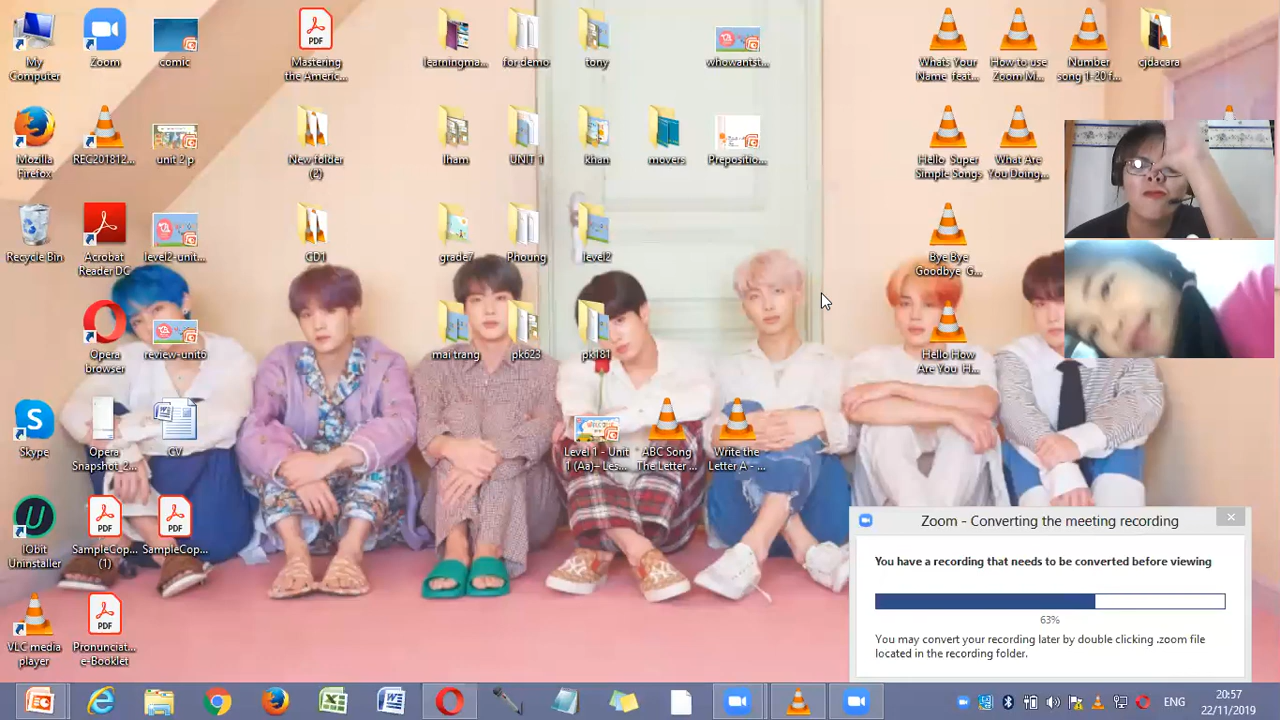 My
Computer
Zoom
comic
Mastering
the Americ...
learningma...
for demo
tony
whowantst...
Whats Your
Name feat...
How to use
Zoom M...
Number
song 1-20 f...
cjdacara
Mozilla
Firefox
REC201812...
unit 2 p
New folder
(2)
lham
UNIT 1
khan
movers
Prepositio...
Hello Super
Simple Songs
What Are
You Doing...
Recycle Bin
Acrobat
Reader DC
level2-unit...
CD1
grade7
Phoung
level2
Bye Bye
Goodbye G...
Opera
browser
review-unit6
mai trang
pk623
pk181
Hello How
Are You H...
Skype
Opera
Snapshot_2...
CV
Level 1 - Unit
1 (Aa)– Les...
ABC Song
The Letter ...
Write the
Letter A - ...
IObit
Uninstaller
SampleCop...
(1)
SampleCop...
VLC media
player
Pronunciat...
e-Booklet
Zoom - Converting the meeting recording
You have a recording that needs to be converted before viewing
63%
You may convert your recording later by double clicking .zoom file
located in the recording folder.
ENG
20:57
22/11/2019